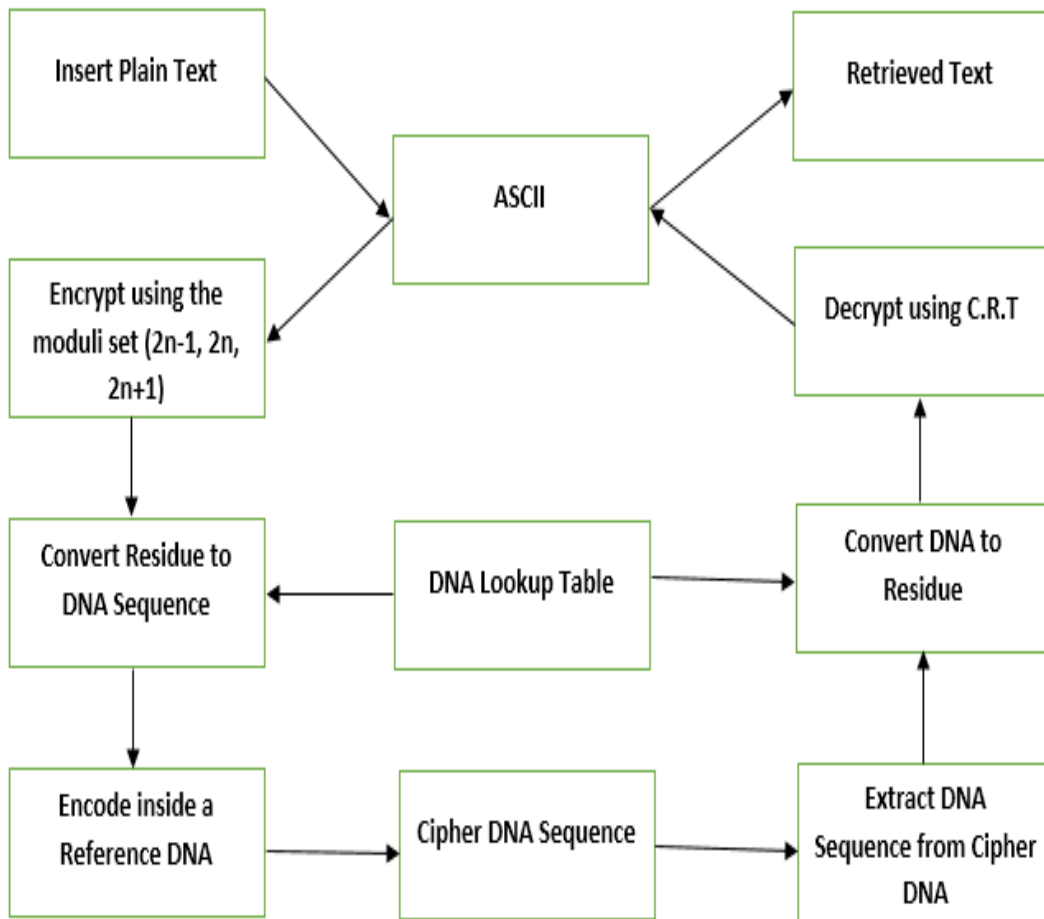 Insert Plain Text
Retrieved Text
ASCII
Encrypt using the
moduli set (2n-1, 2n,
2n+1)
Decrypt using C.R.T
Convert Residue to
DNA Sequence
DNA Lookup Table
Convert DNA to
Residue
Encode inside a
Reference DNA
Cipher DNA Sequence
Extract DNA
Sequence from Cipher
DNA